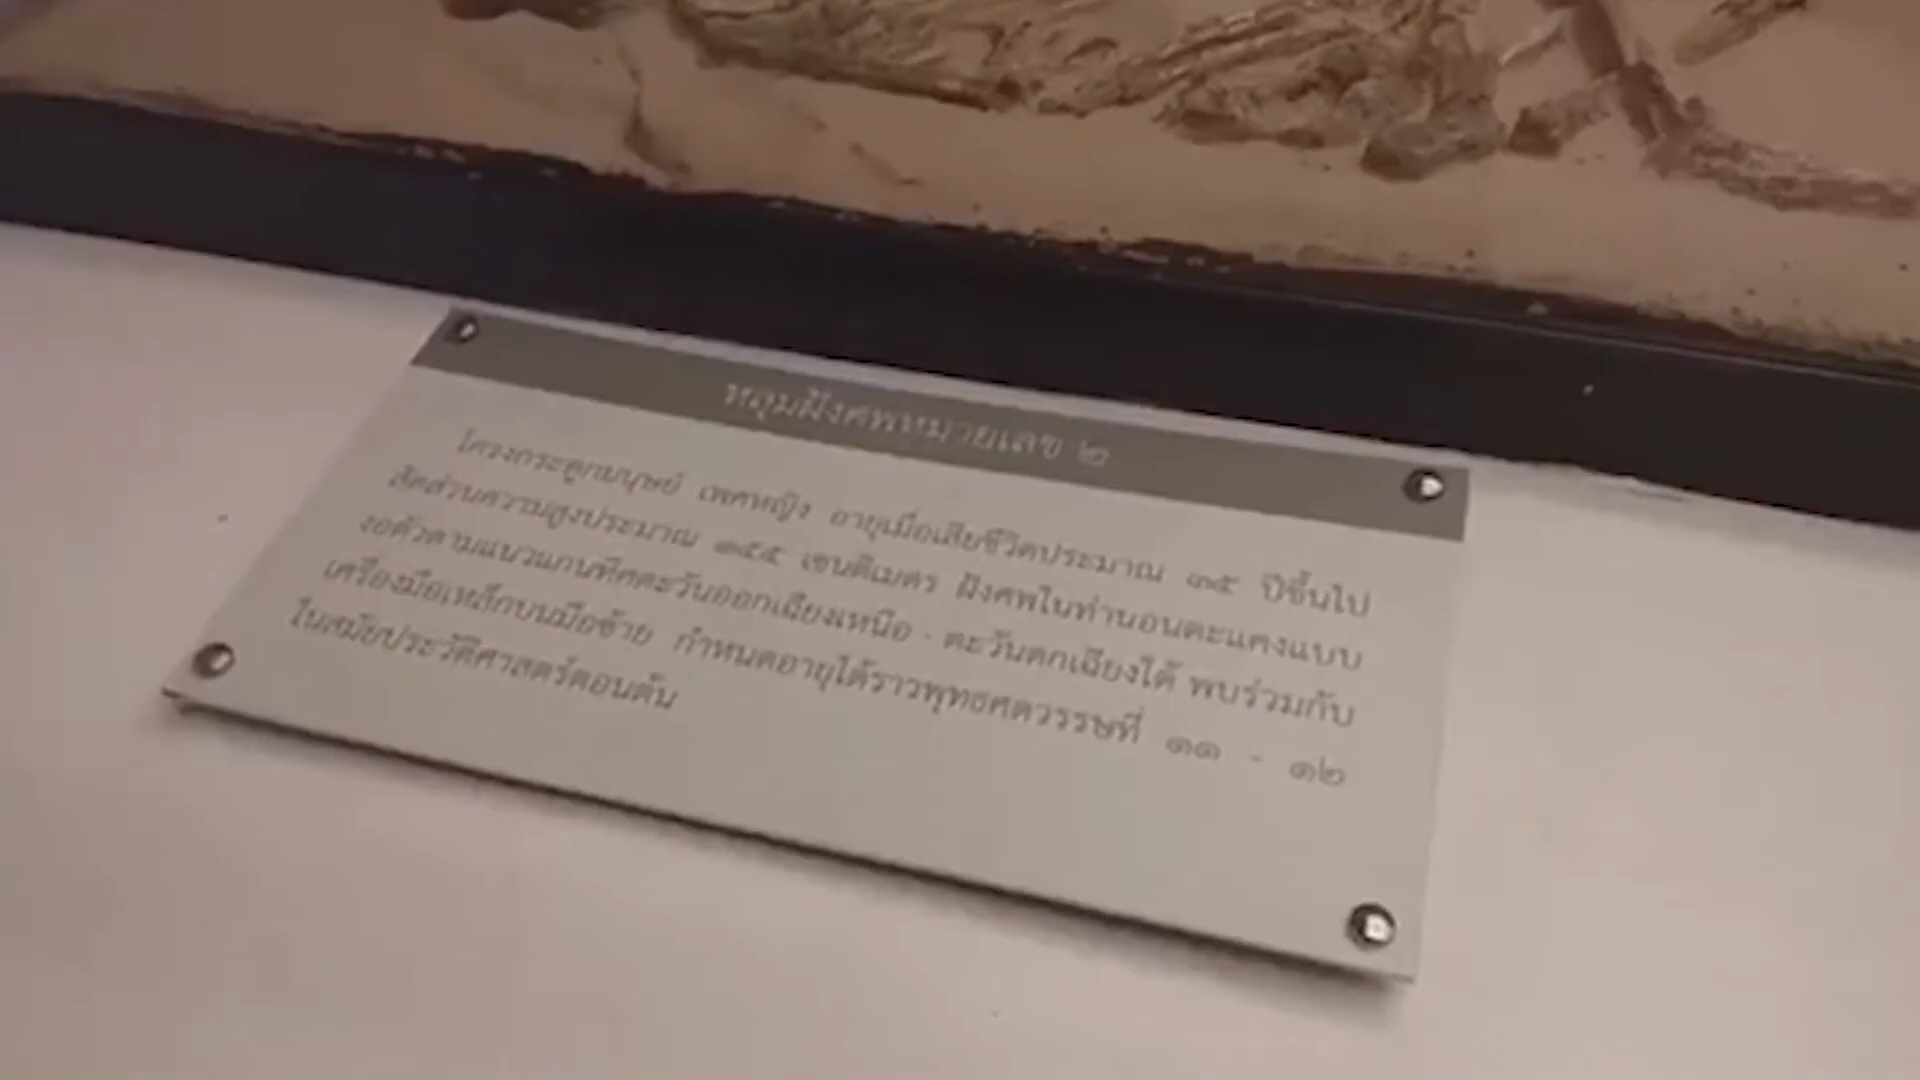 หลุมฝังศพหมายเลข ๒
โครงกระดูกมนุษย์ เพศหญิง อายุเมื่อเสียชีวิตประมาณ ๓๕ ปีขึ้นไป
สัดส่วนความสูงประมาณ ๑๕๕ เซนติเมตร ฝังศพในท่านอนตะแคงแบบ
งอตัวตามแนวแกนทิศตะวันออกเฉียงเหนือ - ตะวันตกเฉียงใต้ พบร่วมกับ
เครื่องมือเหล็กบนมือซ้าย กำหนดอายุได้ราวพุทธศตวรรษที่ ๑๑ - ๑๒
ในสมัยประวัติศาสตร์ตอนต้น